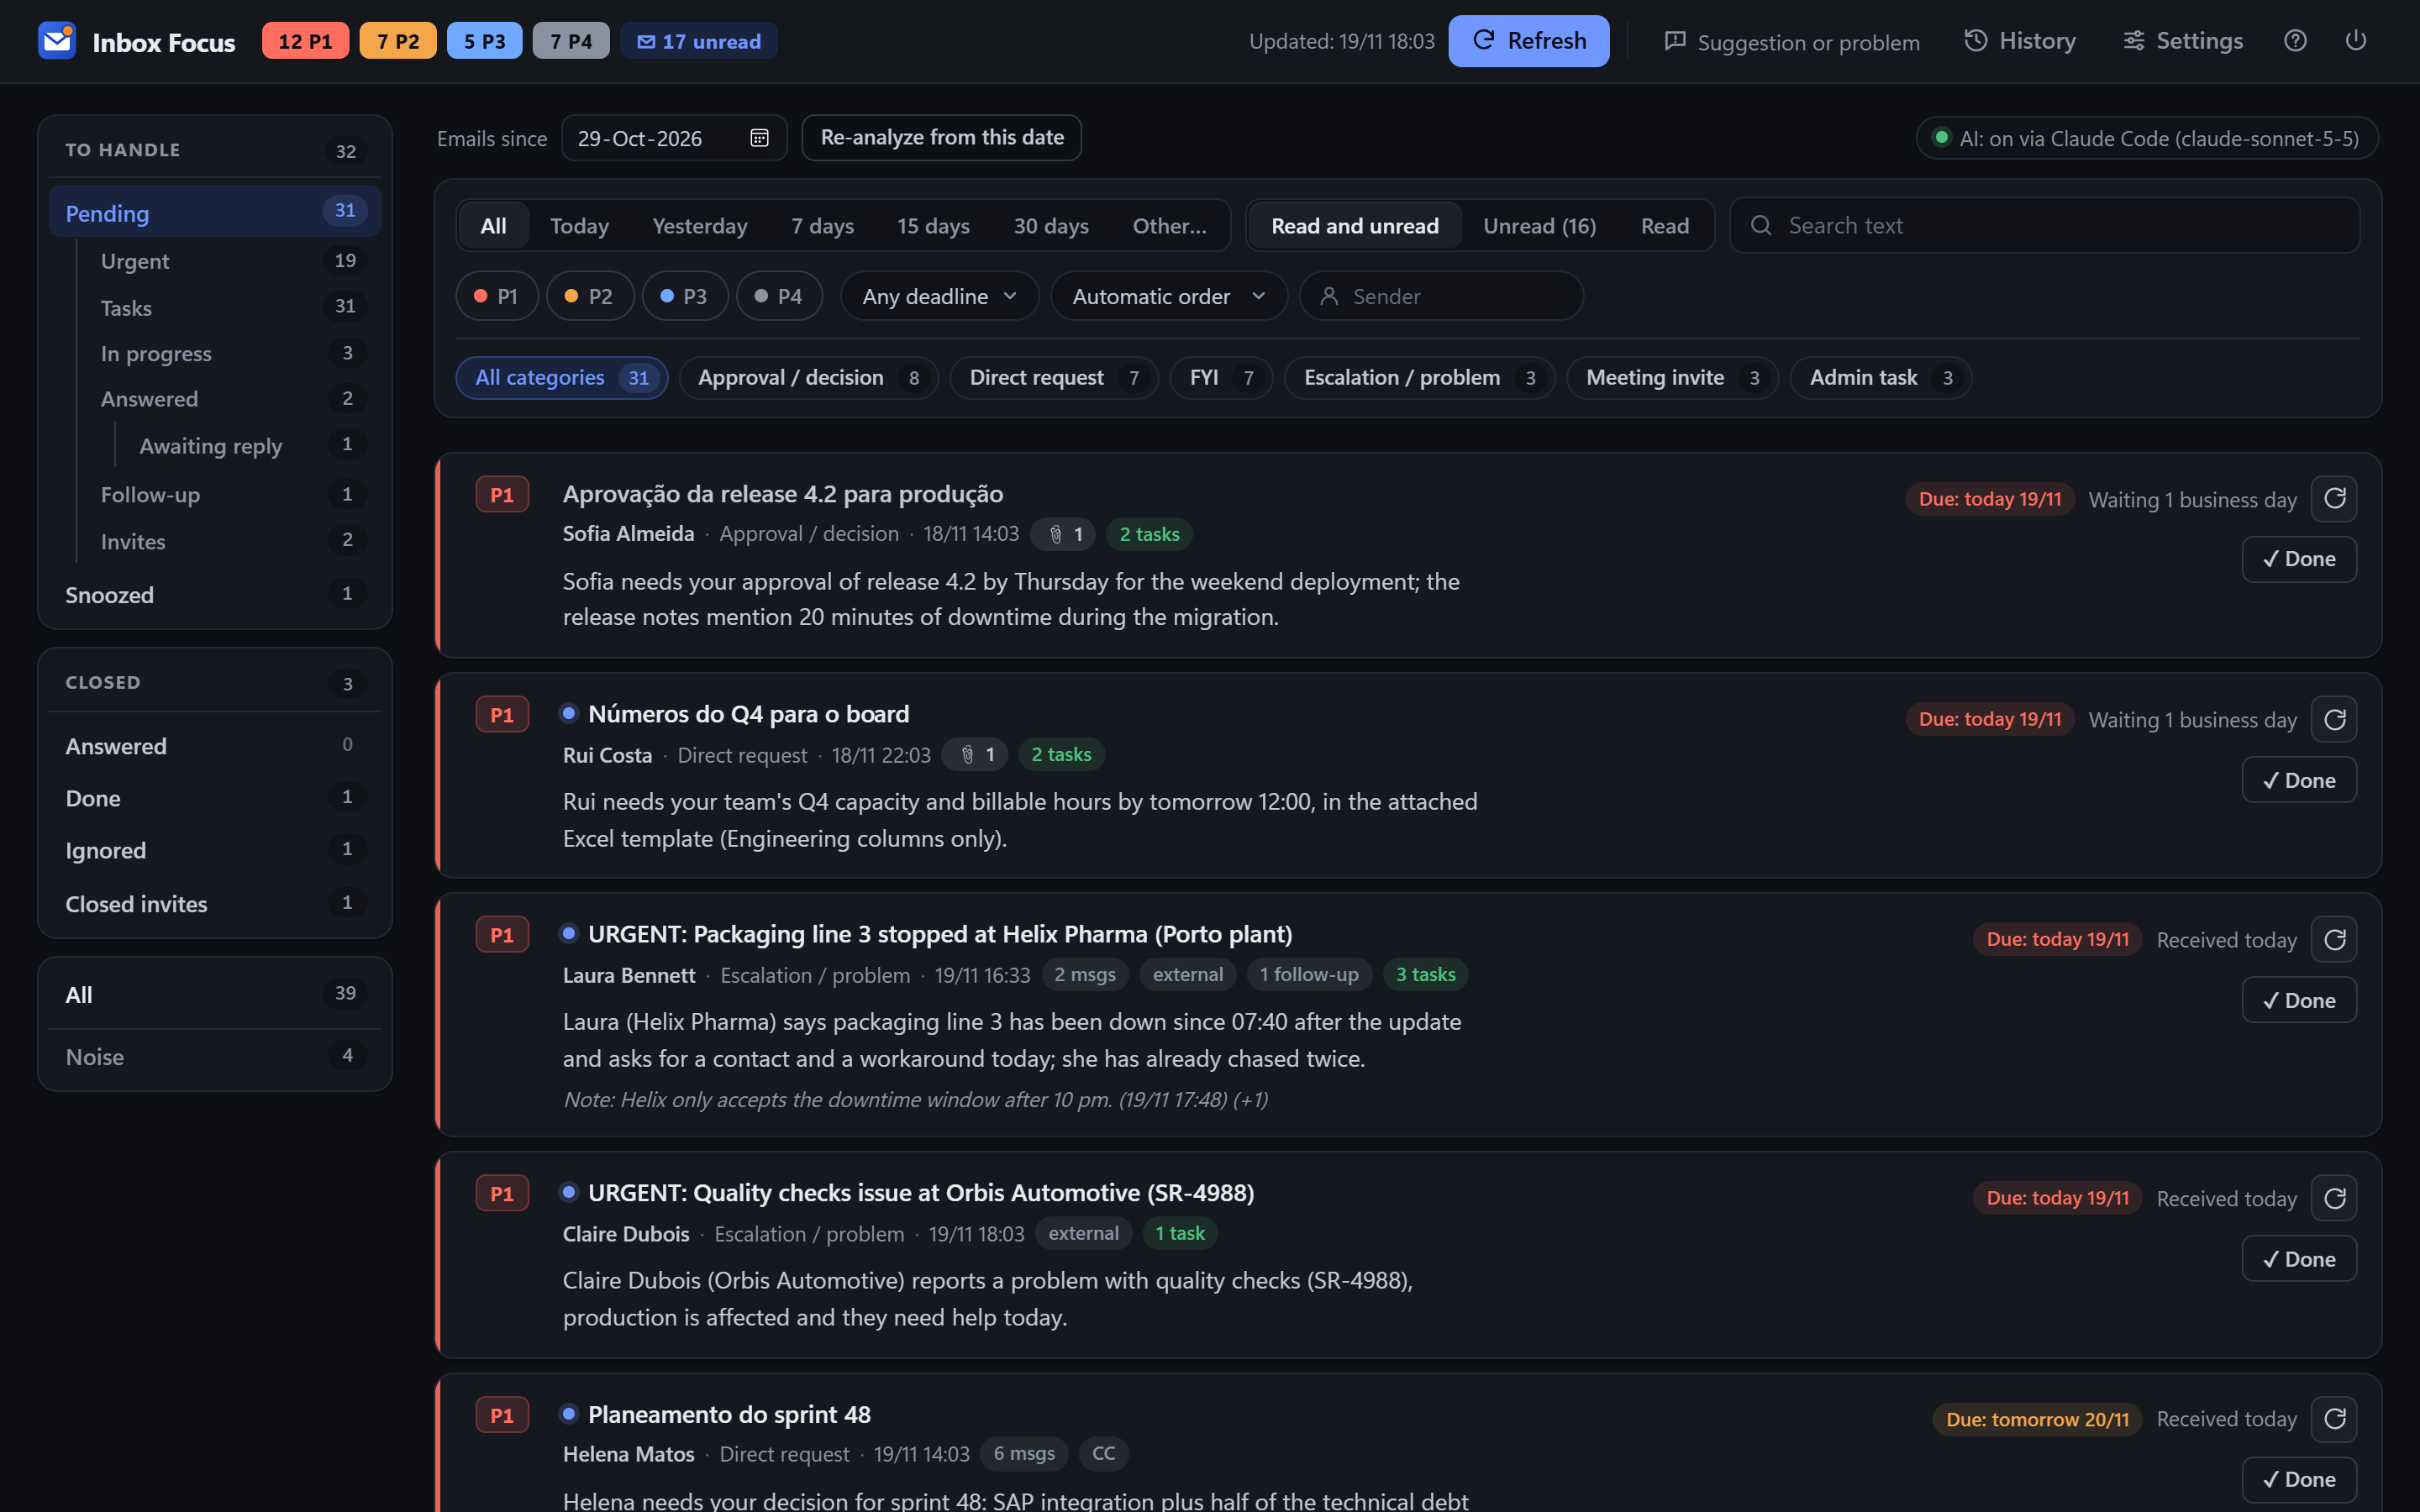 Inbox Focus 12 P1 7 P2 5 P3 7 P4 17 unread Updated: 19/11 18:03 Refresh Suggestion or problem History Settings
TO HANDLE 32
Pending 31
Urgent 19
Tasks 31
In progress 3
Answered 2
Awaiting reply 1
Follow-up 1
Invites 2
Snoozed 1
CLOSED 3
Answered 0
Done 1
Ignored 1
Closed invites 1
All 39
Noise 4
Emails since 29-Oct-2026 Re-analyze from this date AI: on via Claude Code (claude-sonnet-5-5)
All Today Yesterday 7 days 15 days 30 days Other... Read and unread Unread (16) Read Search text
P1 P2 P3 P4 Any deadline Automatic order Sender
All categories 31 Approval / decision 8 Direct request 7 FYI 7 Escalation / problem 3 Meeting invite 3 Admin task 3
P1 Aprovação da release 4.2 para produção Due: today 19/11 Waiting 1 business day
Sofia Almeida · Approval / decision · 18/11 14:03 1 2 tasks
✓ Done
Sofia needs your approval of release 4.2 by Thursday for the weekend deployment; the
release notes mention 20 minutes of downtime during the migration.
P1 Números do Q4 para o board Due: today 19/11 Waiting 1 business day
Rui Costa · Direct request · 18/11 22:03 1 2 tasks
✓ Done
Rui needs your team's Q4 capacity and billable hours by tomorrow 12:00, in the attached
Excel template (Engineering columns only).
P1 URGENT: Packaging line 3 stopped at Helix Pharma (Porto plant) Due: today 19/11 Received today
Laura Bennett · Escalation / problem · 19/11 16:33 2 msgs external 1 follow-up 3 tasks
✓ Done
Laura (Helix Pharma) says packaging line 3 has been down since 07:40 after the update
and asks for a contact and a workaround today; she has already chased twice.
Note: Helix only accepts the downtime window after 10 pm. (19/11 17:48) (+1)
P1 URGENT: Quality checks issue at Orbis Automotive (SR-4988) Due: today 19/11 Received today
Claire Dubois · Escalation / problem · 19/11 18:03 external 1 task
✓ Done
Claire Dubois (Orbis Automotive) reports a problem with quality checks (SR-4988),
production is affected and they need help today.
P1 Planeamento do sprint 48 Due: tomorrow 20/11 Received today
Helena Matos · Direct request · 19/11 14:03 6 msgs CC
✓ Done
Helena needs your decision for sprint 48: SAP integration plus half of the technical debt